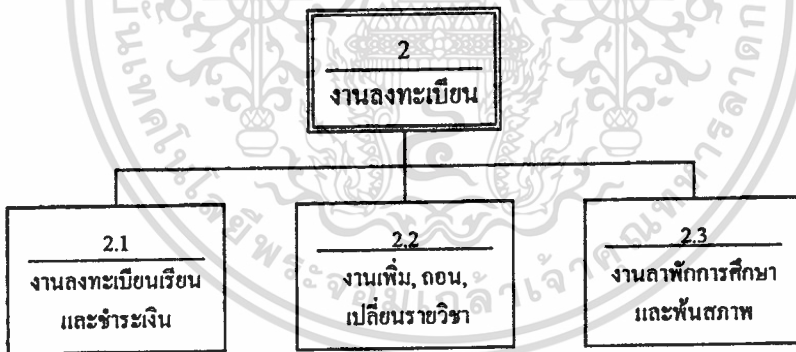 2
งานลงทะเบียน
2.1
งานลงทะเบียนเรียน
และชำระเงิน
2.2
งานเพิ่ม, ถอน,
เปลี่ยนรายวิชา
2.3
งานลาพักการศึกษา
และพ้นสภาพ